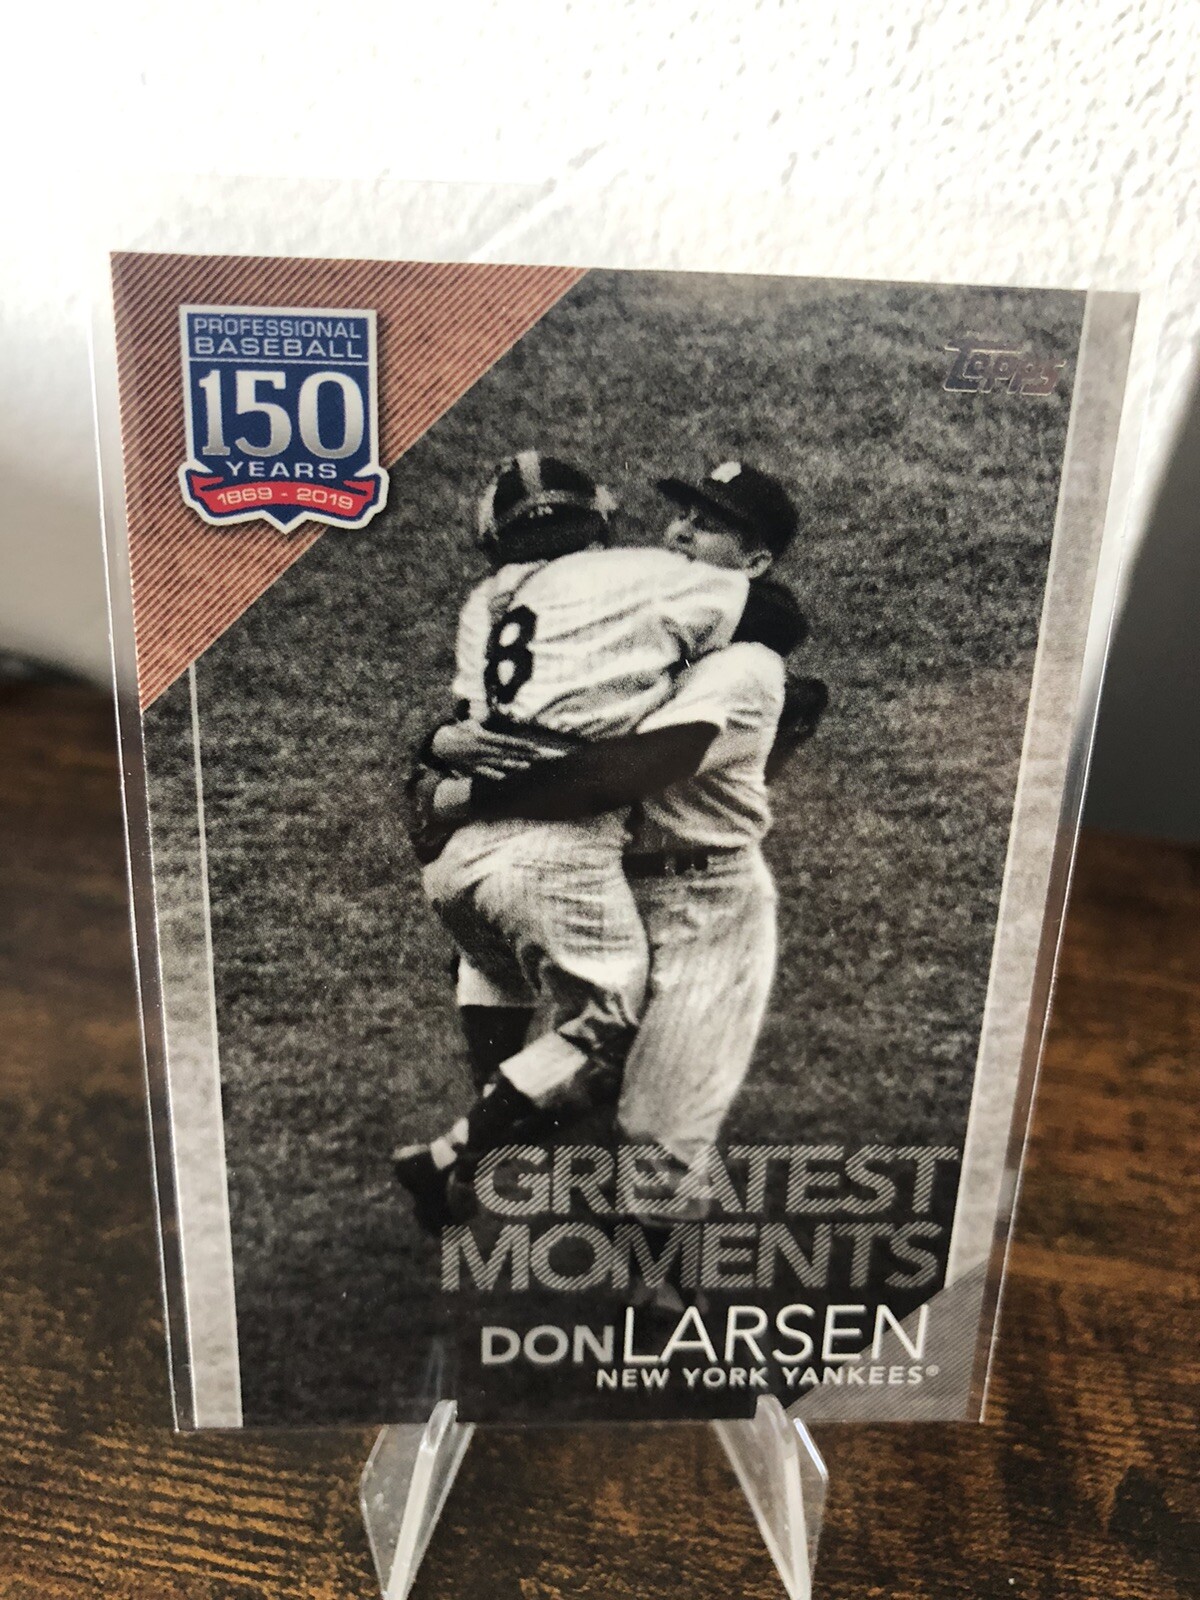 PROFESSIONAL
BASEBALL
150
YEARS
1869 - 2019
Topps
8
GREATEST
MOMENTS
DON LARSEN
NEW YORK YANKEES®